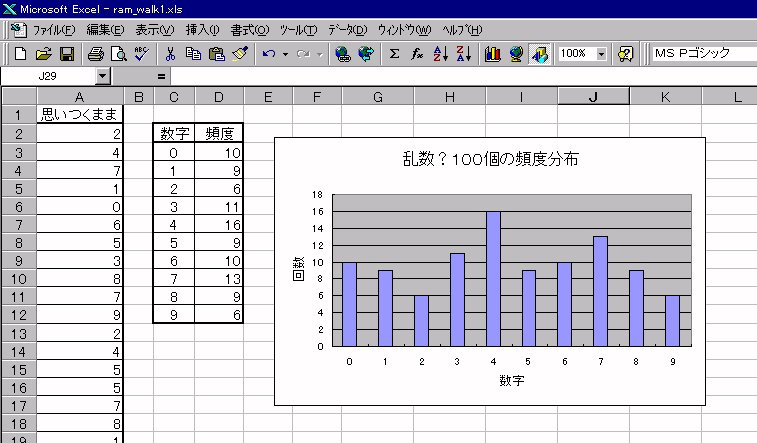 Microsoft Excel - ram_walk1.xls
ファイル(F) 編集(E) 表示(V) 挿入(I) 書式(O) ツール(T) データ(D) ウィンドウ(W) ヘルプ(H)
100% MS Pゴシック
J29 =
A B C D E F G H I J K L
1 思いつくまま
2 2 数字 頻度
3 4 0 10
4 7 1 9
5 1 2 6
6 0 3 11
7 6 4 16
8 5 5 9
9 3 6 10
10 8 7 13
11 7 8 9
12 9 9 6
13 2
14 4
15 5
16 5
17 7
18 8
19 1
乱数?100個の頻度分布
18
16
14
12
10
8
6
4
2
0
回数
0 1 2 3 4 5 6 7 8 9
数字